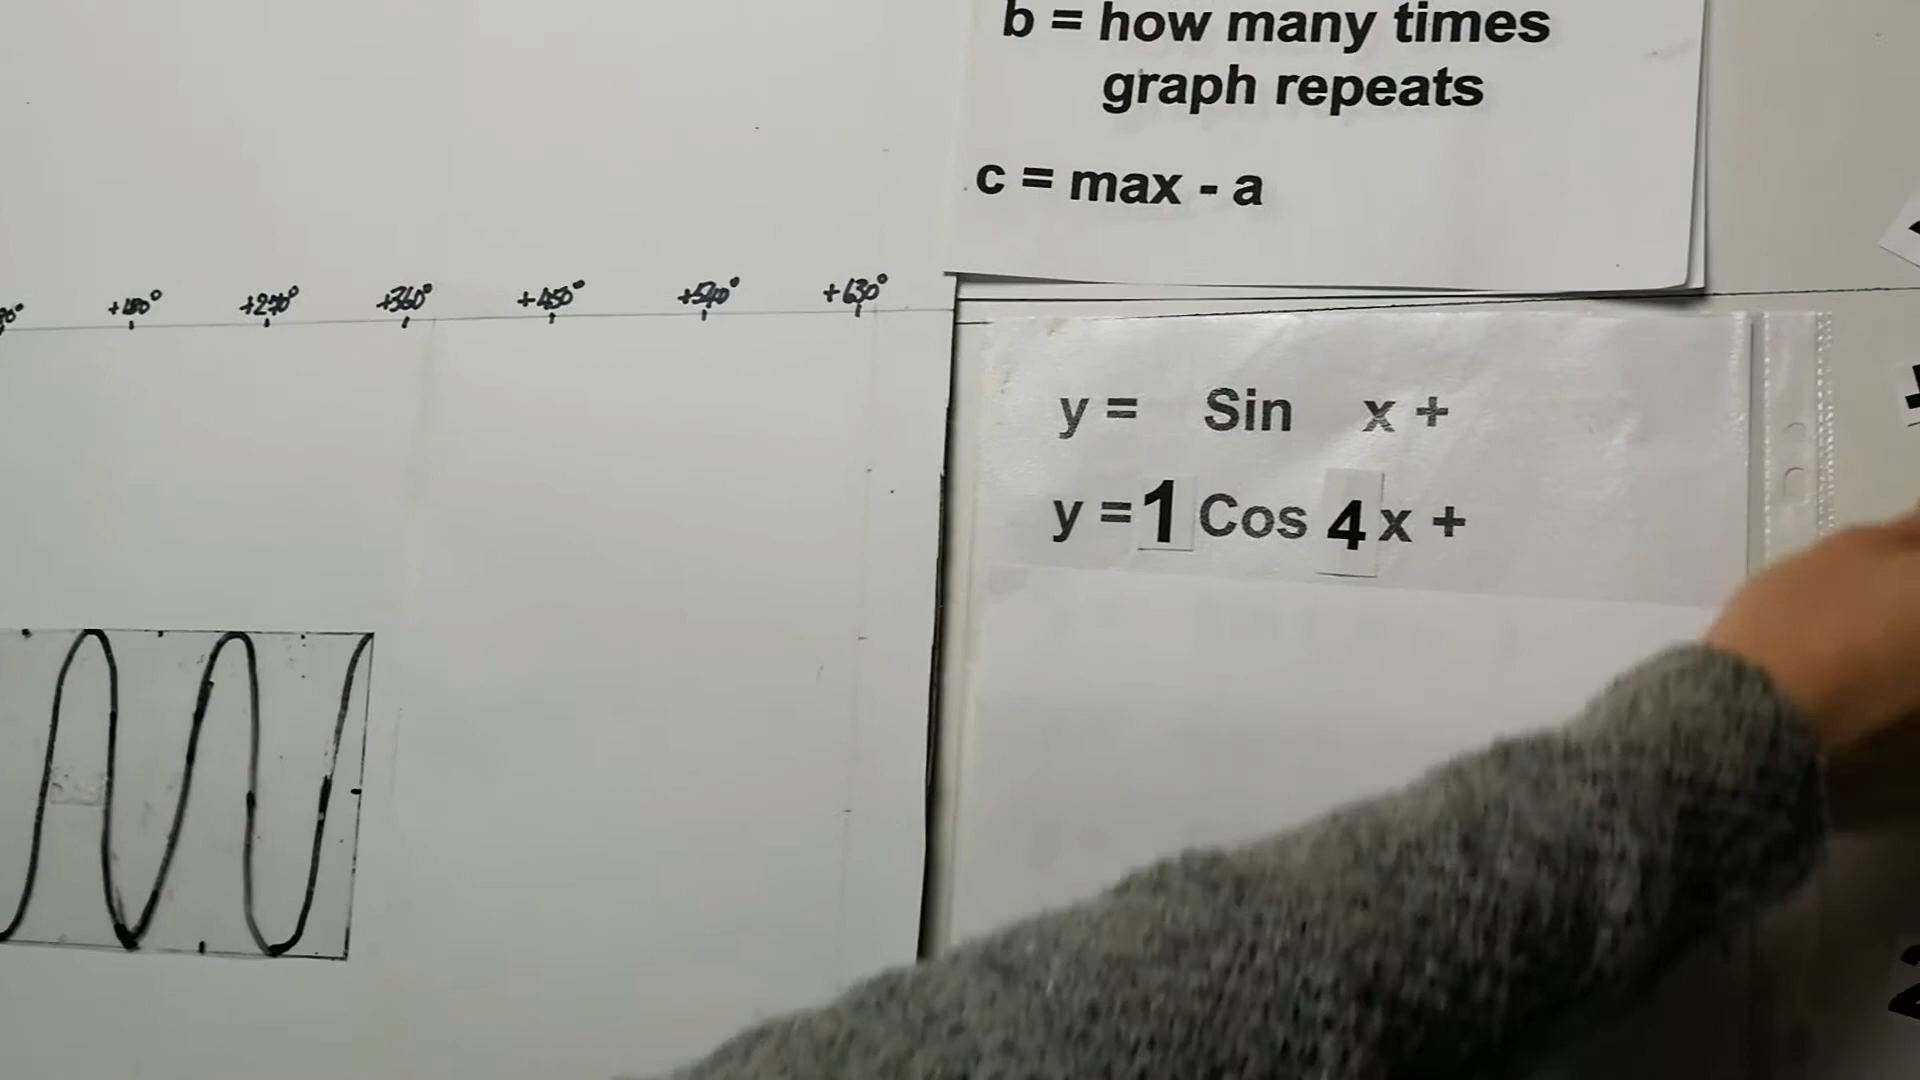 b = how many times
graph repeats
c = max - a
+180° +270° +360° +450° +540° +630°
y = Sin x +
y = 1 Cos 4 x +